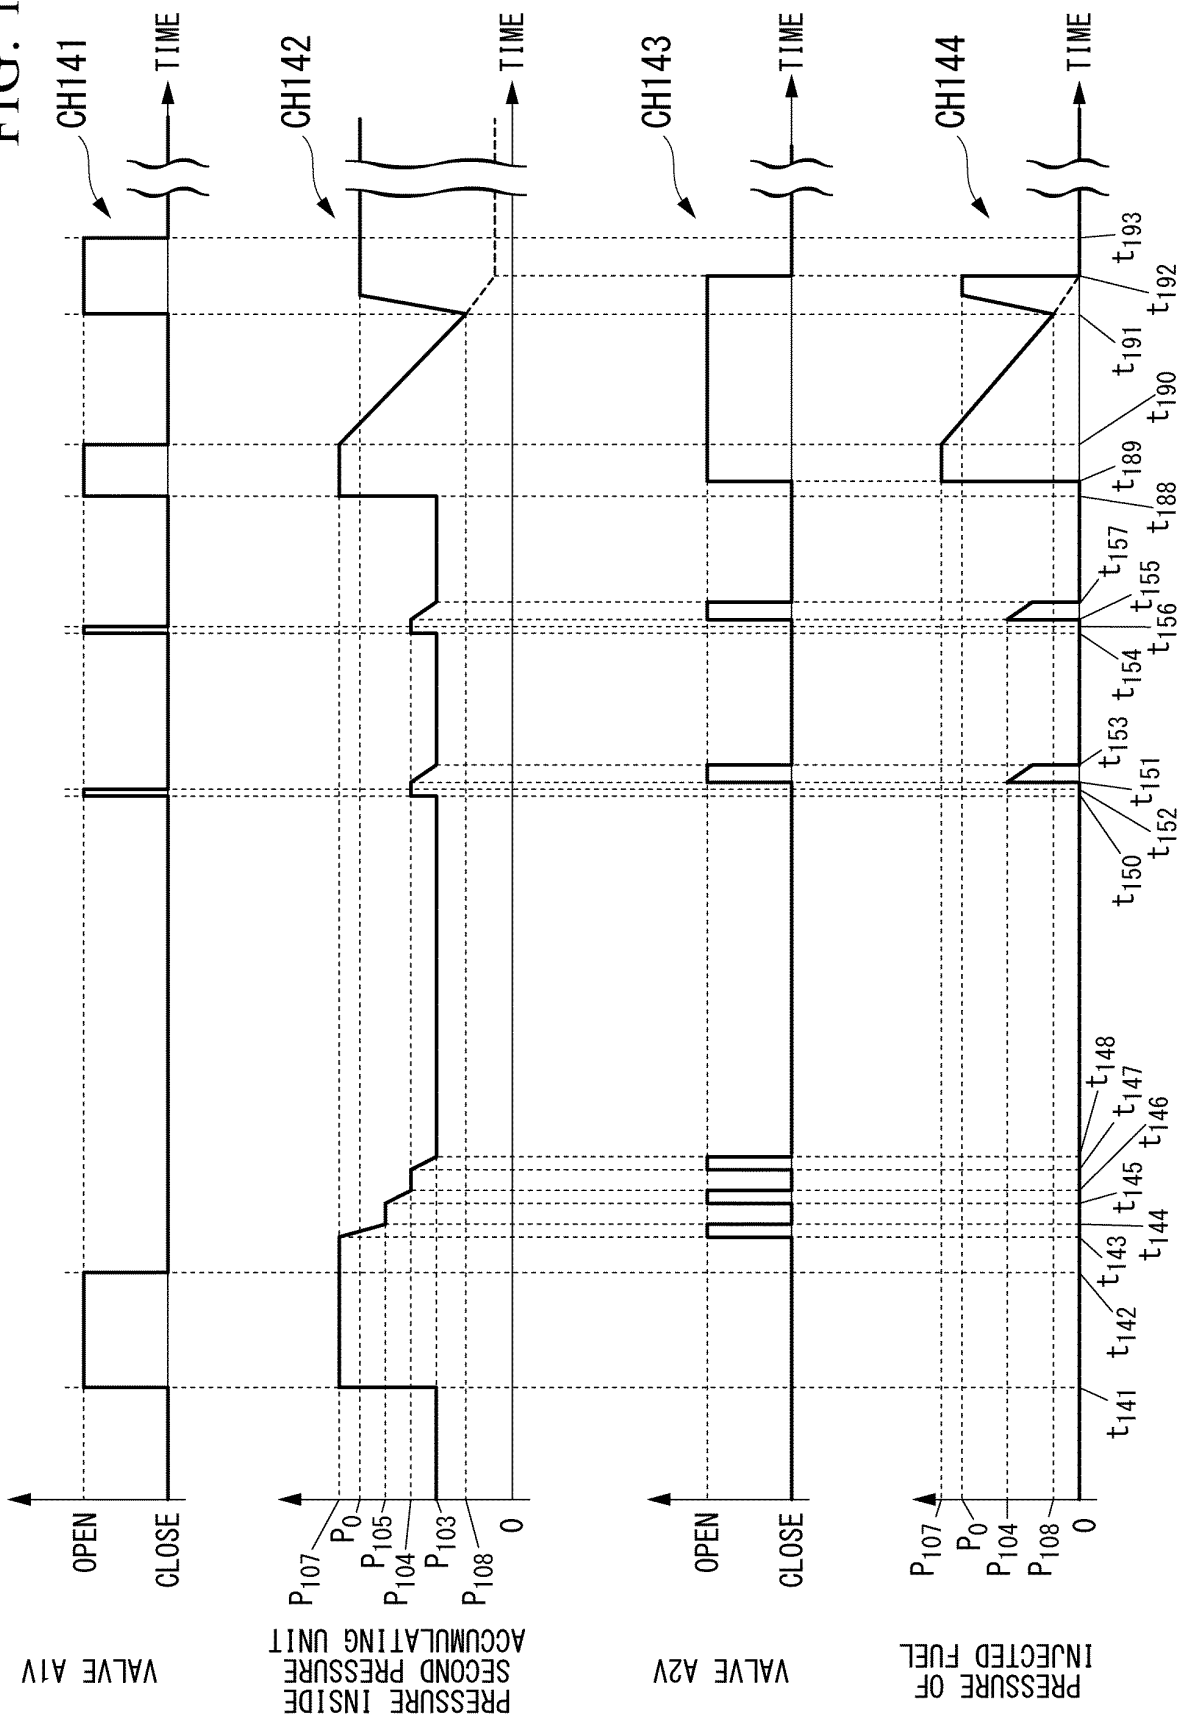 FIG. 1
VALVE A1V
OPEN
CLOSE
CH141
TIME
PRESSURE INSIDE
SECOND PRESSURE
ACCUMULATING UNIT
P107
P0
P105
P104
P103
P108
0
CH142
TIME
VALVE A2V
OPEN
CLOSE
CH143
TIME
PRESSURE OF
INJECTED FUEL
P107
P0
P104
P108
0
CH144
TIME
t141
t142
t143
t144
t145
t146
t147
t148
t150
t152
t151
t153
t154
t156
t155
t157
t188
t189
t190
t191
t192
t193